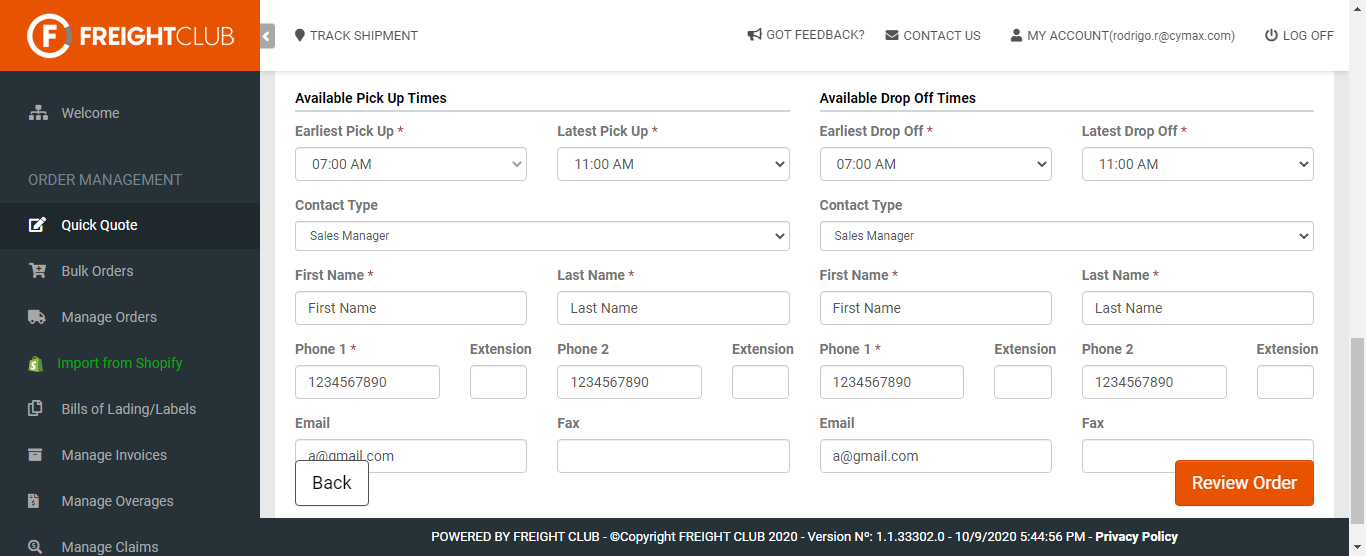 FREIGHTCLUB
TRACK SHIPMENT
GOT FEEDBACK?
CONTACT US
MY ACCOUNT(rodrigo.r@cymax.com)
LOG OFF
Welcome
ORDER MANAGEMENT
Quick Quote
Bulk Orders
Manage Orders
Import from Shopify
Bills of Lading/Labels
Manage Invoices
Manage Overages
Manage Claims
Available Pick Up Times
Earliest Pick Up *
Latest Pick Up *
07:00 AM
11:00 AM
Contact Type
Sales Manager
First Name *
Last Name *
First Name
Last Name
Phone 1 *
Extension
Phone 2
Extension
1234567890
1234567890
Email
Fax
a@gmail.com
Available Drop Off Times
Earliest Drop Off *
Latest Drop Off *
07:00 AM
11:00 AM
Contact Type
Sales Manager
First Name *
Last Name *
First Name
Last Name
Phone 1 *
Extension
Phone 2
Extension
1234567890
1234567890
Email
Fax
a@gmail.com
Back
Review Order
POWERED BY FREIGHT CLUB - ©Copyright FREIGHT CLUB 2020 - Version Nº: 1.1.33302.0 - 10/9/2020 5:44:56 PM - Privacy Policy